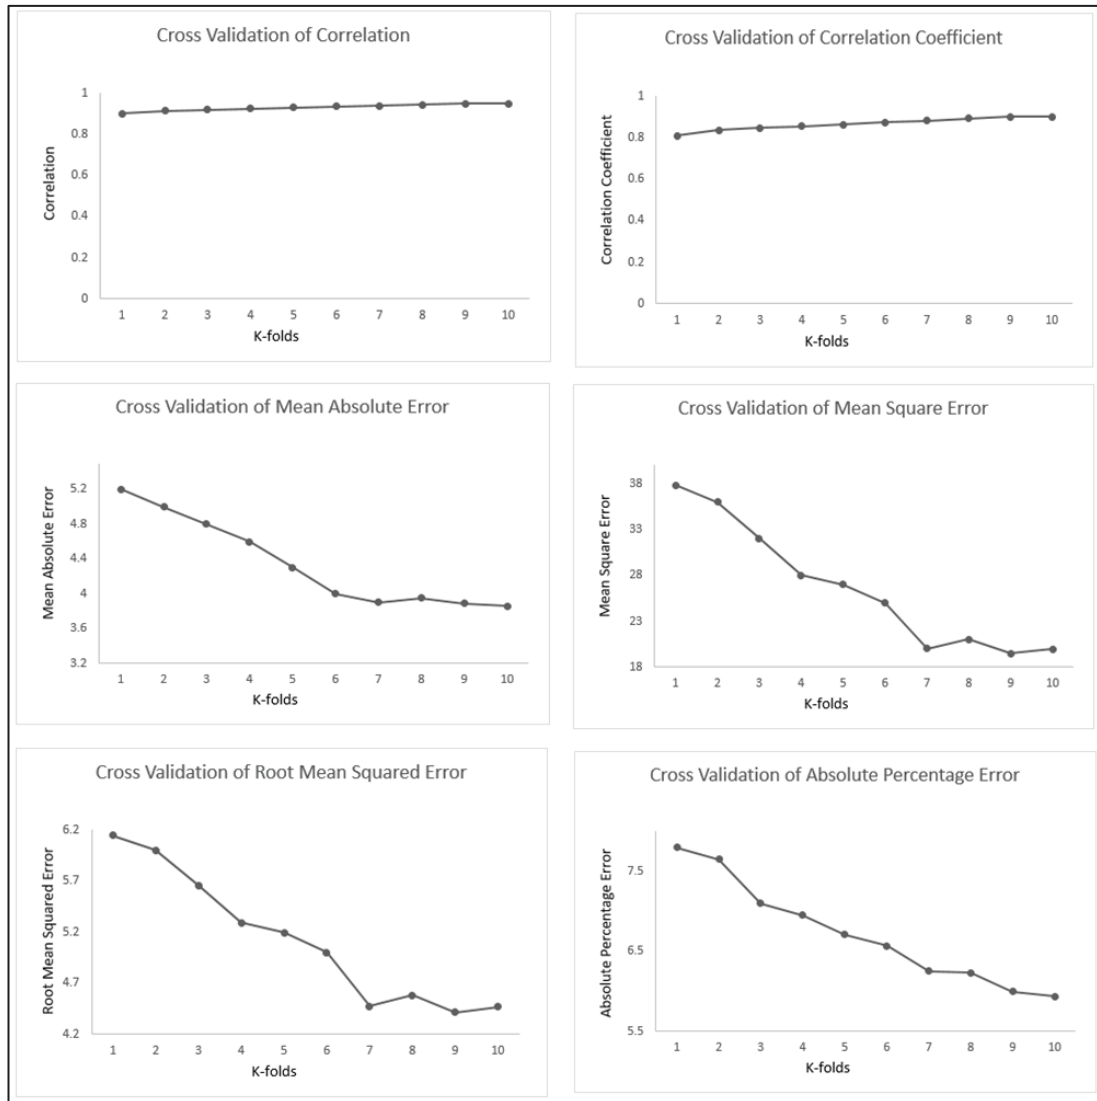 Cross Validation of Correlation
Correlation
1
0.8
0.6
0.4
0.2
0
1 2 3 4 5 6 7 8 9 10
K-folds
Cross Validation of Correlation Coefficient
Correlation Coefficient
1
0.8
0.6
0.4
0.2
0
1 2 3 4 5 6 7 8 9 10
K-folds
Cross Validation of Mean Absolute Error
Mean Absolute Error
5.2
4.8
4.4
4
3.6
3.2
1 2 3 4 5 6 7 8 9 10
K-folds
Cross Validation of Mean Square Error
Mean Square Error
38
33
28
23
18
1 2 3 4 5 6 7 8 9 10
K-folds
Cross Validation of Root Mean Squared Error
Root Mean Squared Error
6.2
5.7
5.2
4.7
4.2
1 2 3 4 5 6 7 8 9 10
K-folds
Cross Validation of Absolute Percentage Error
Absolute Percentage Error
7.5
6.5
5.5
1 2 3 4 5 6 7 8 9 10
K-folds